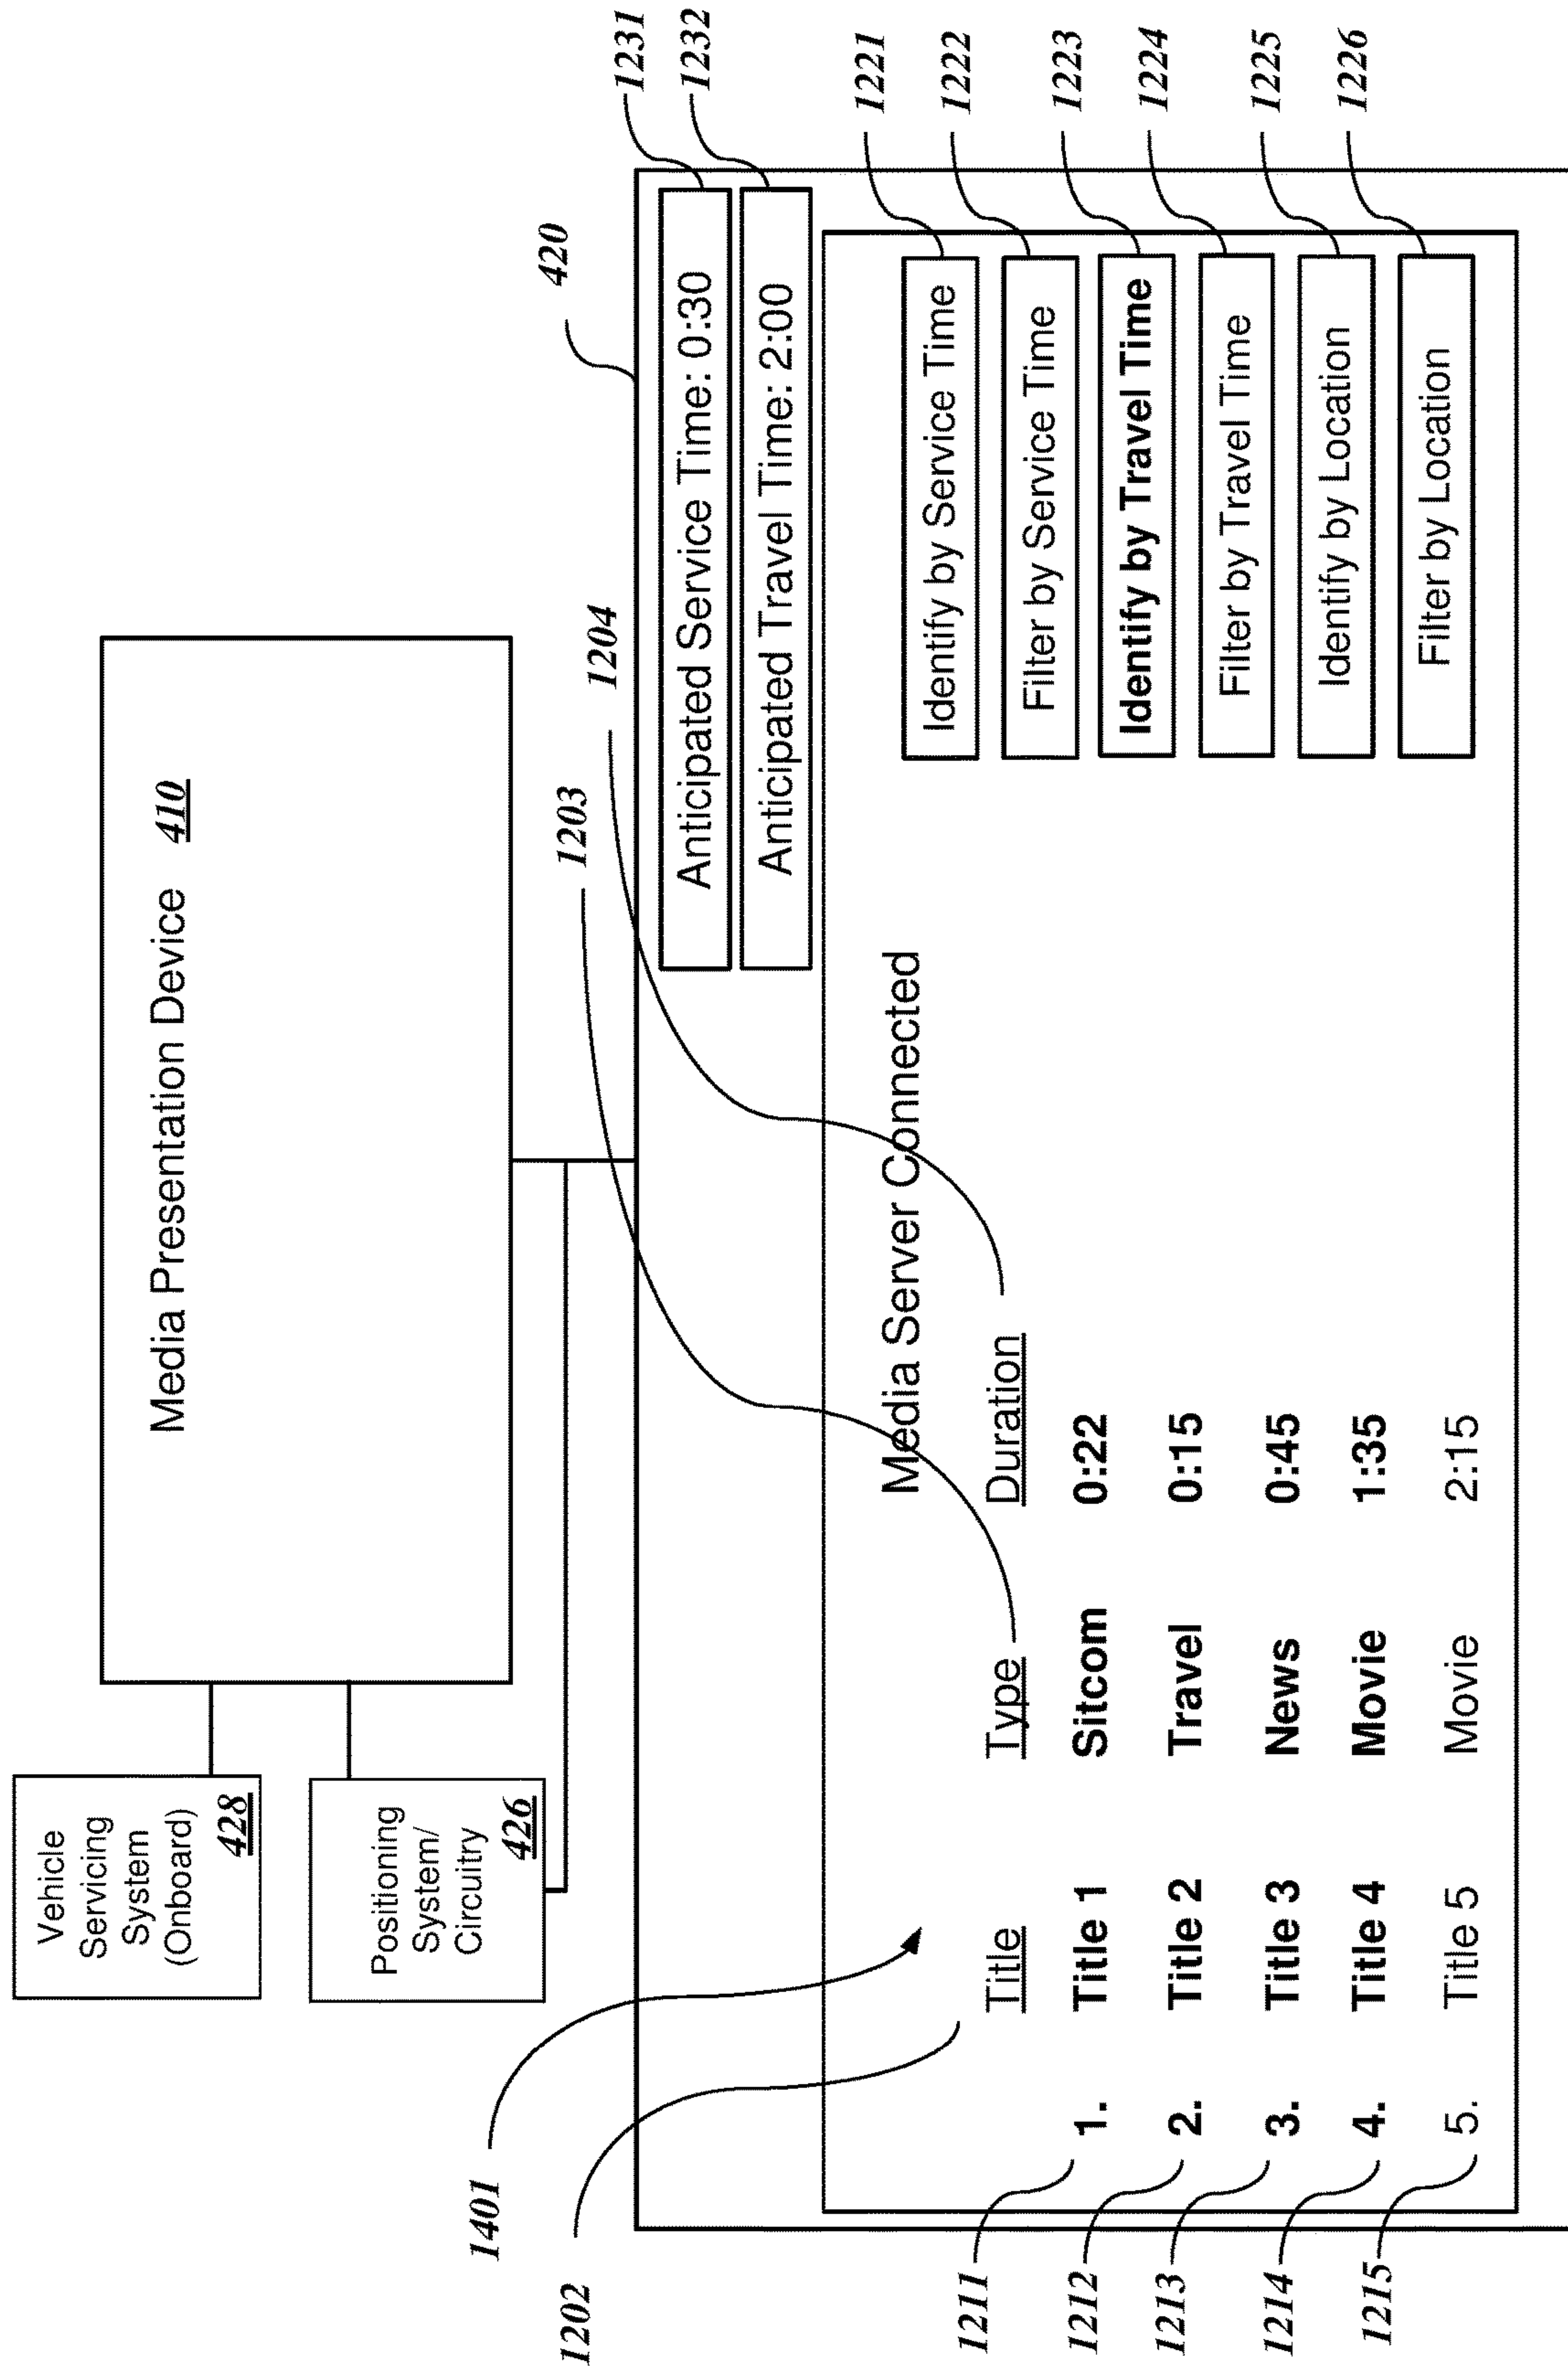 Vehicle
Servicing
System
(Onboard)
428
Positioning
System/
Circuitry
426
Media Presentation Device 410
420
1401
1202
1203
1204
Anticipated Service Time: 0:30
1231
Anticipated Travel Time: 2:00
1232
Media Server Connected
Title Type Duration
1211 1. Title 1 Sitcom 0:22
1212 2. Title 2 Travel 0:15
1213 3. Title 3 News 0:45
1214 4. Title 4 Movie 1:35
1215 5. Title 5 Movie 2:15
Identify by Service Time 1221
Filter by Service Time 1222
Identify by Travel Time 1223
Filter by Travel Time 1224
Identify by Location 1225
Filter by Location 1226